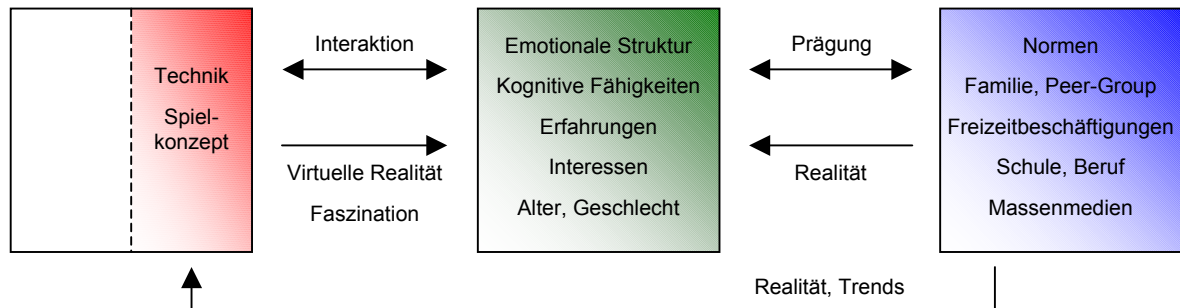 Technik
Spiel-
konzept
Interaktion
Virtuelle Realität
Faszination
Emotionale Struktur
Kognitive Fähigkeiten
Erfahrungen
Interessen
Alter, Geschlecht
Prägung
Realität
Normen
Familie, Peer-Group
Freizeitbeschäftigungen
Schule, Beruf
Massenmedien
Realität, Trends